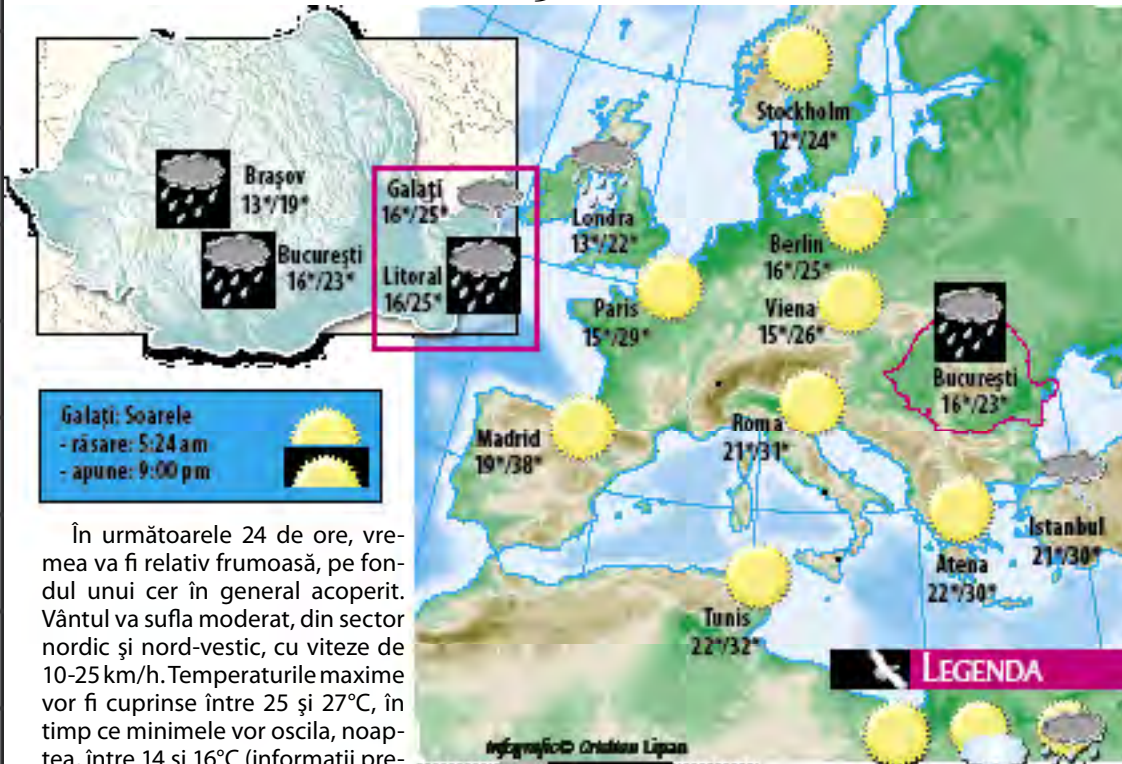 Brașov
13°/19°
București
16°/23°
Galați
16°/25°
Litoral
16/25°
Galați: Soarele
- răsare: 5:24 am
- apune: 9:00 pm
În următoarele 24 de ore, vre-
mea va fi relativ frumoasă, pe fon-
dul unui cer în general acoperit.
Vântul va sufla moderat, din sector
nordic şi nord-vestic, cu viteze de
10-25 km/h. Temperaturile maxime
vor fi cuprinse între 25 şi 27°C, în
timp ce minimele vor oscila, noap-
tea, între 14 şi 16°C (informaţii pre-
Stockholm
12°/24°
Londra
13°/22°
Berlin
16°/25°
Paris
15°/29°
Viena
15°/26°
București
16°/23°
Madrid
19°/38°
Roma
21°/31°
Istanbul
21°/30°
Atena
22°/30°
Tunis
22°/32°
LEGENDA
Infografic© Cristian Lipan